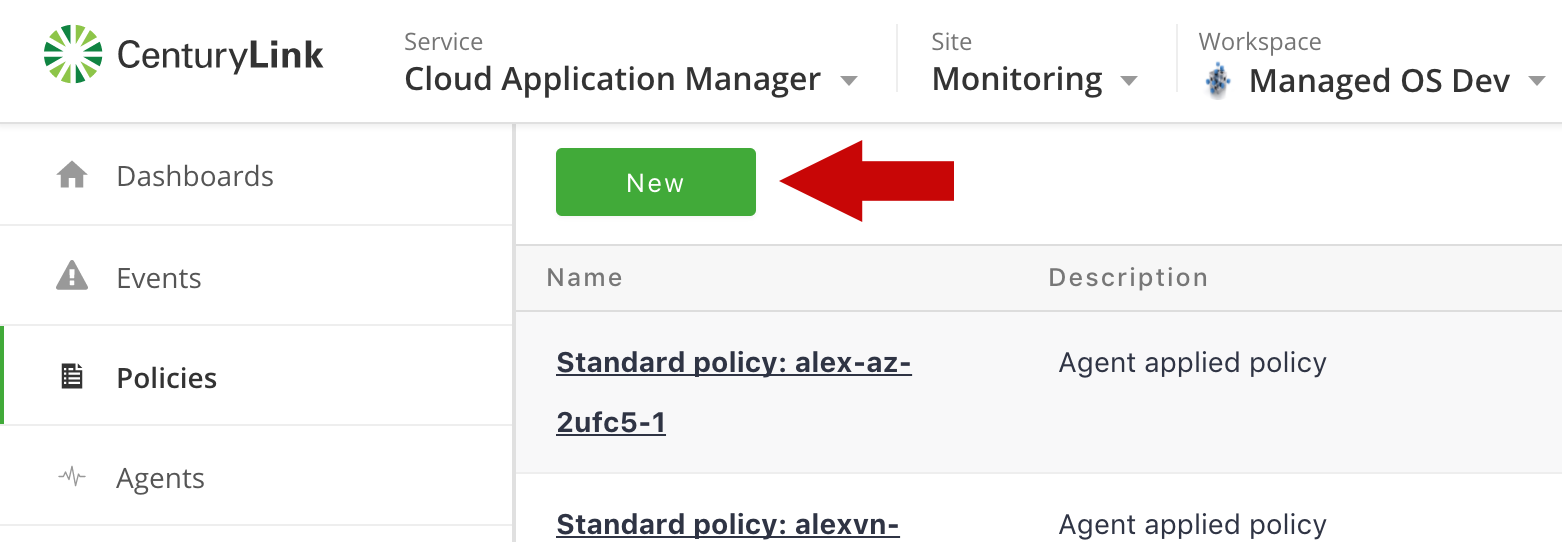 CenturyLink
Service
Cloud Application Manager
Site
Monitoring
Workspace
Managed OS Dev
Dashboards
Events
Policies
Agents
New
Name Description
Standard policy: alex-az- Agent applied policy
2ufc5-1
Standard policy: alexvn- Agent applied policy